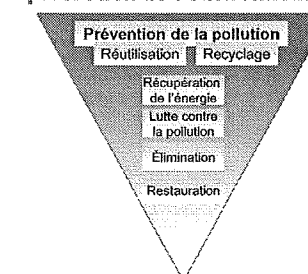 Prévention de la pollution
Réutilisation Recyclage
Récupération
de l'énergie
Lutte contre
la pollution
Élimination
Restauration